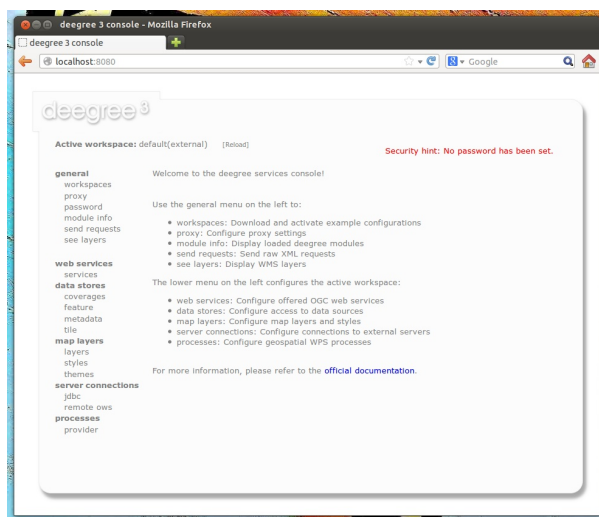 deegree 3 console - Mozilla Firefox
deegree 3 console
localhost:8080
Google
deegree 3
Active workspace: default(external) [Reload]
Security hint: No password has been set.
general
workspaces
proxy
password
module info
send requests
see layers
web services
services
data stores
coverages
feature
metadata
tile
map layers
layers
styles
themes
server connections
jdbc
remote ows
processes
provider
Welcome to the deegree services console!
Use the general menu on the left to:
• workspaces: Download and activate example configurations
• proxy: Configure proxy settings
• module info: Display loaded deegree modules
• send requests: Send raw XML requests
• see layers: Display WMS layers
The lower menu on the left configures the active workspace:
• web services: Configure offered OGC web services
• data stores: Configure access to data sources
• map layers: Configure map layers and styles
• server connections: Configure connections to external servers
• processes: Configure geospatial WPS processes
For more information, please refer to the official documentation.